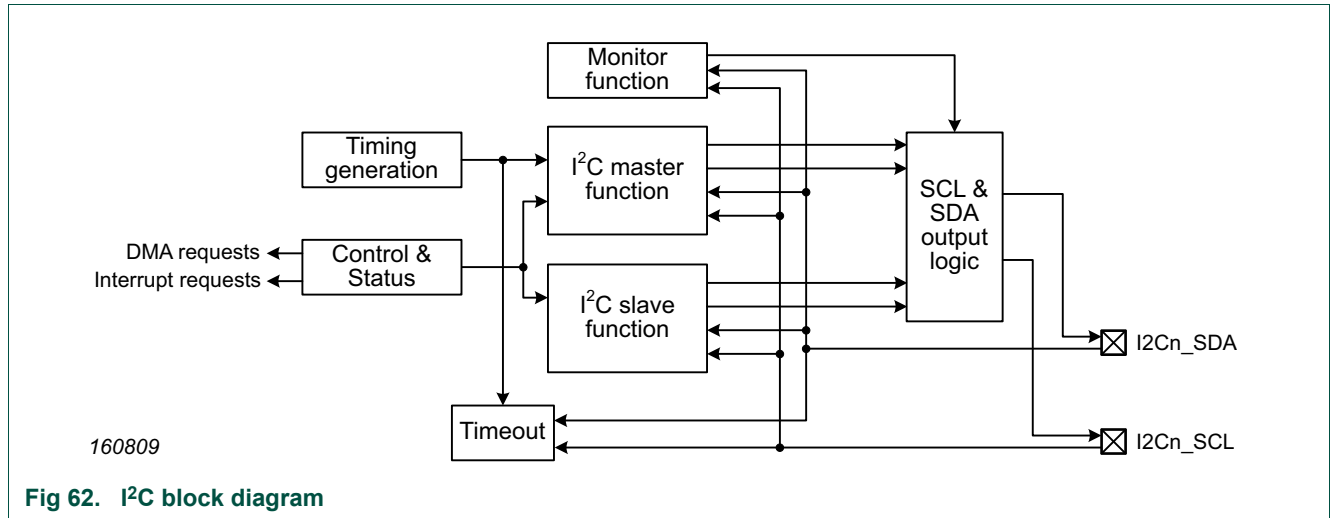 Monitor
function
Timing
generation
I²C master
function
SCL &
SDA
output
logic
DMA requests
Interrupt requests
Control &
Status
I²C slave
function
I2Cn_SDA
Timeout
I2Cn_SCL
160809
Fig 62. I²C block diagram